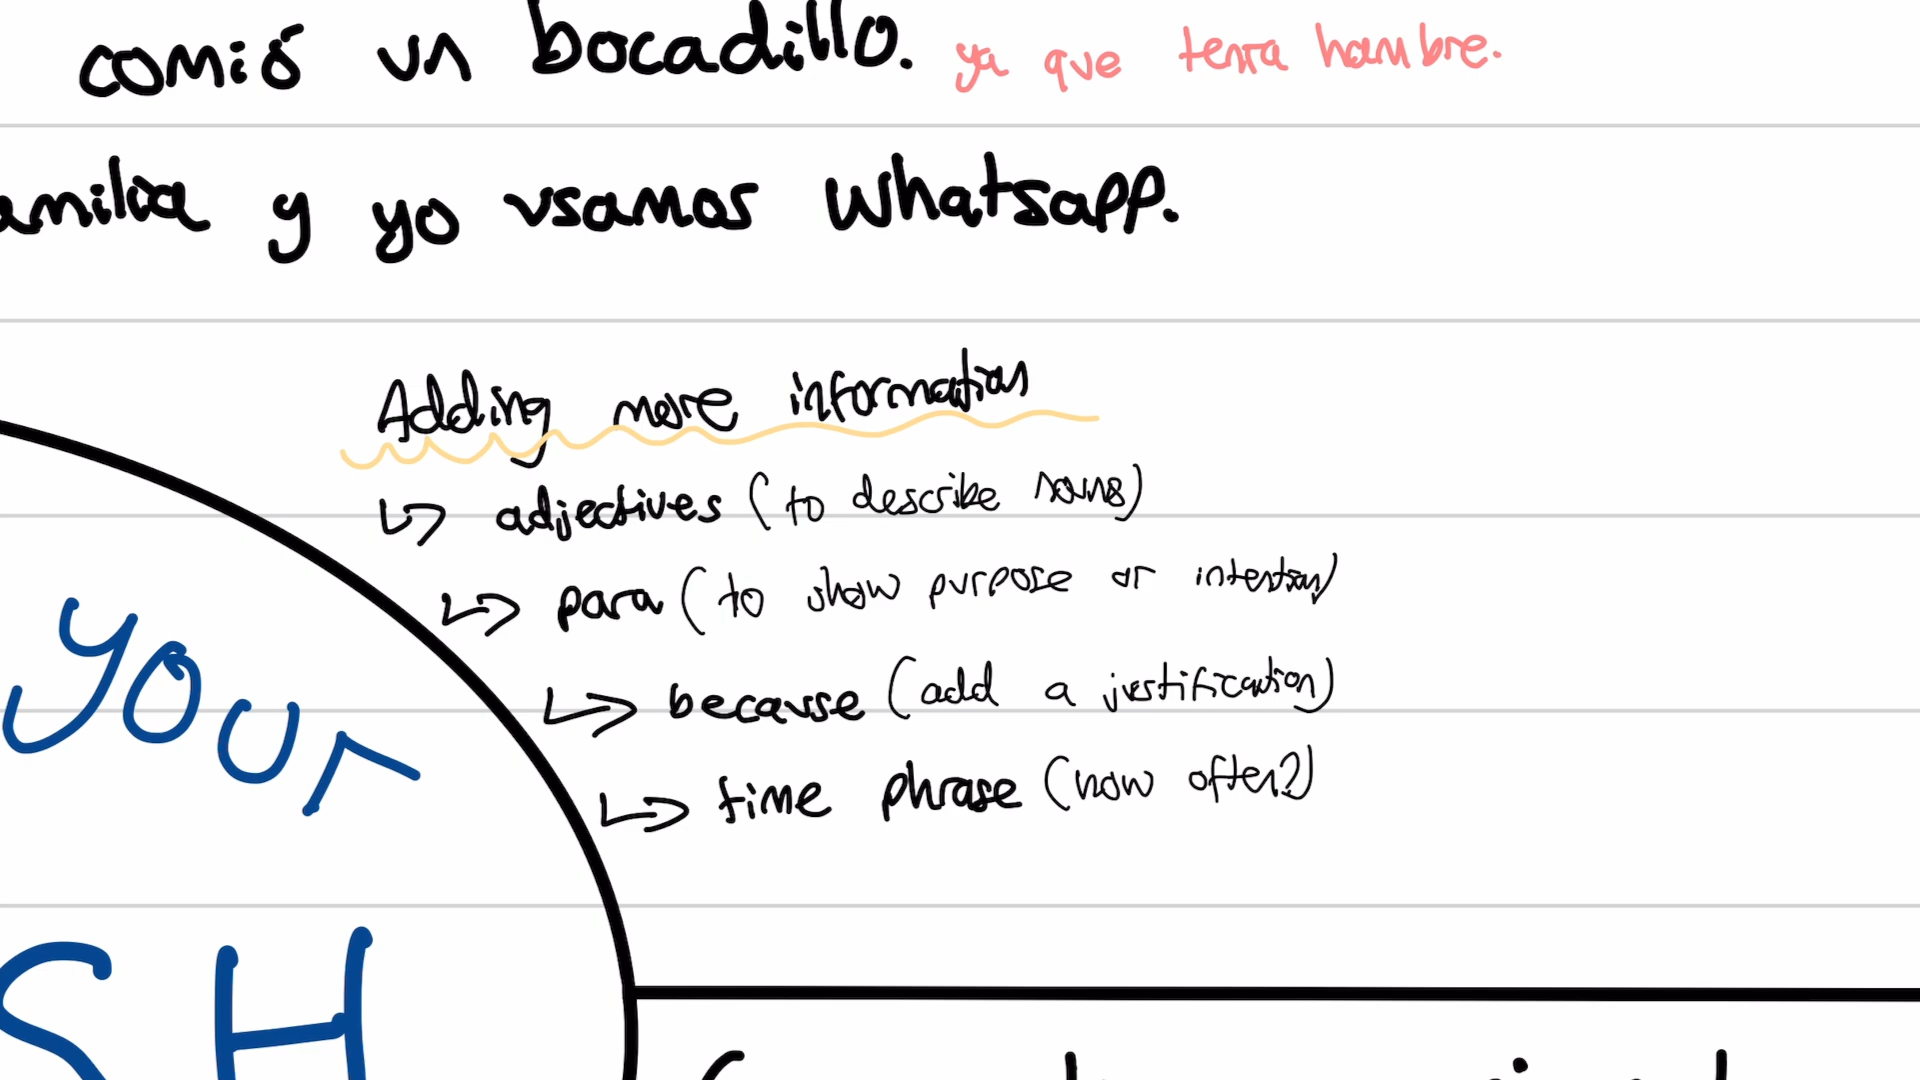 comió un bocadillo. ya que tenía hambre.
amilia y yo usamos whatsapp.
Adding more information
↳ adjectives (to describe nouns)
↳ para (to show purpose or intention)
↳ because (add a justification)
↳ time phrase (how often?)
your
SH